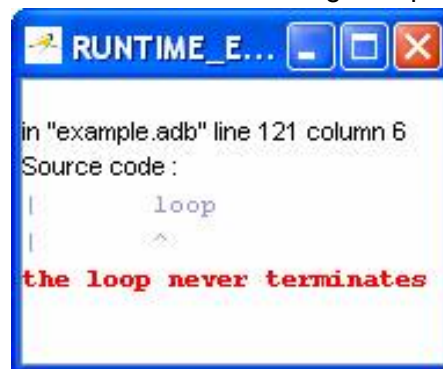 RUNTIME_E...
in "example.adb" line 121 column 6
Source code :
| loop
| ^
the loop never terminates